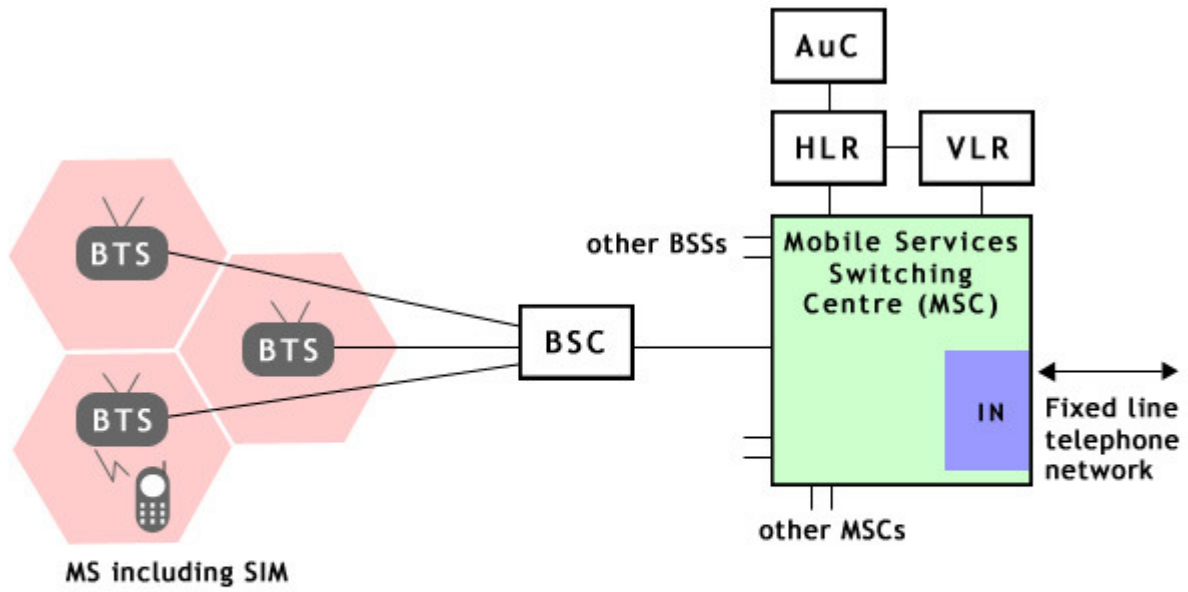 AuC
HLR
VLR
BTS
other BSSs
Mobile Services
Switching
Centre (MSC)
BTS
BSC
BTS
IN
Fixed line
telephone
network
other MSCs
MS including SIM